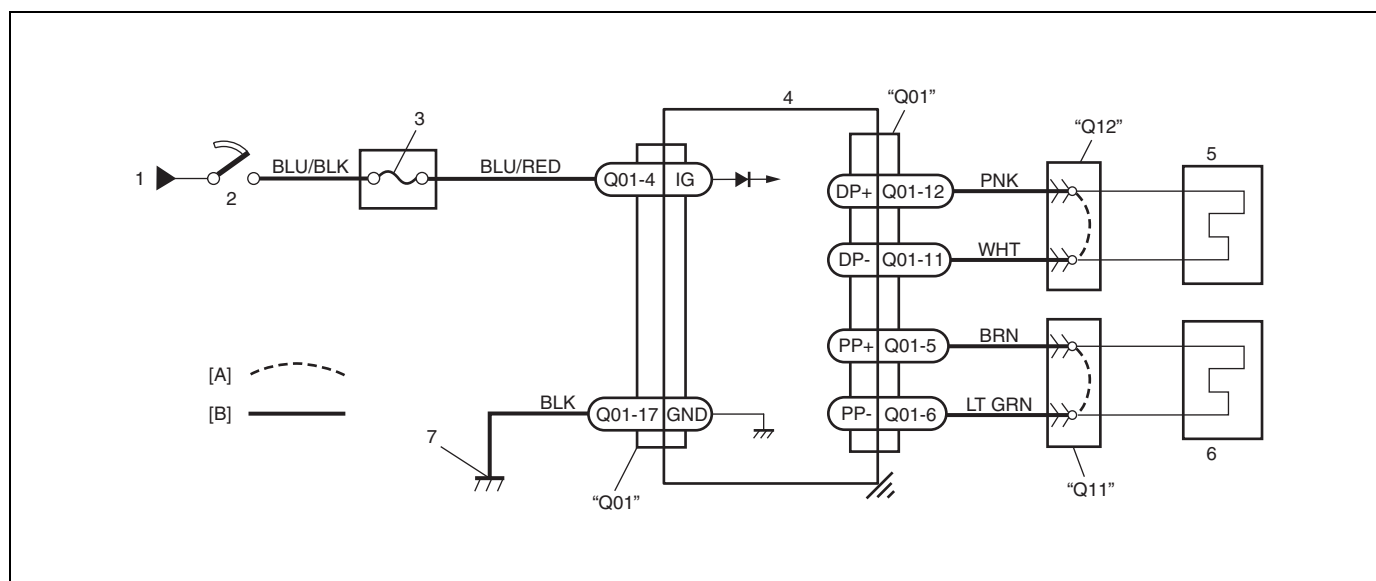 4
"Q01"
3
"Q12"
5
BLU/BLK
BLU/RED
1
2
Q01-4 IG
DP+ Q01-12
PNK
DP- Q01-11
WHT
PP+ Q01-5
BRN
[A]
[B]
BLK
Q01-17 GND
PP- Q01-6
LT GRN
7
6
"Q01"
"Q11"